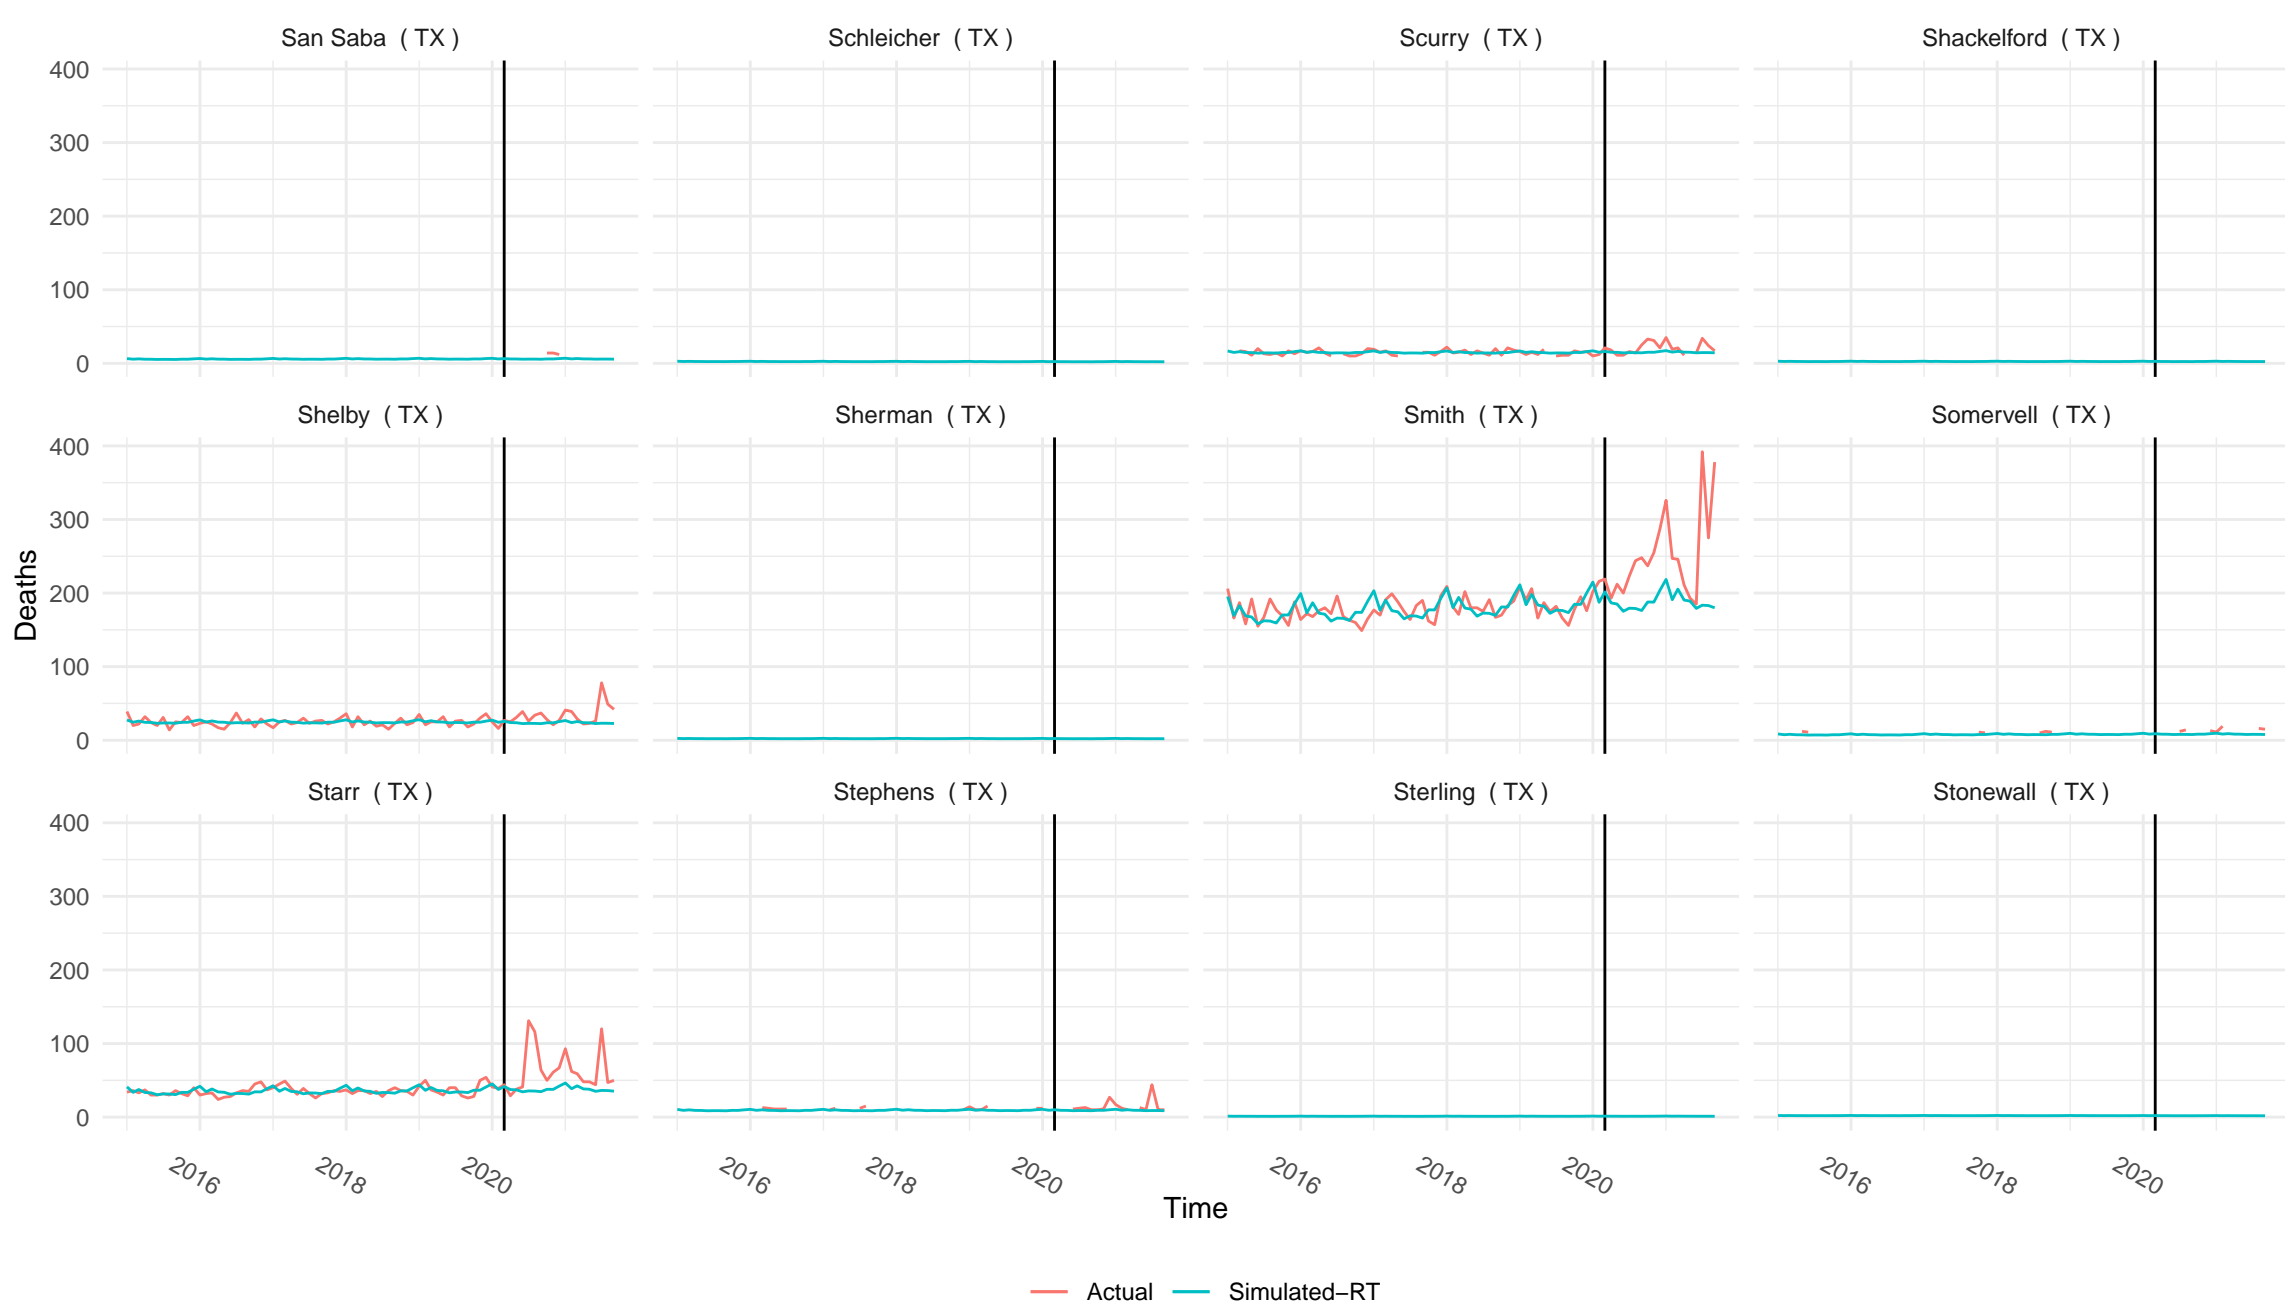 San Saba ( TX )
Schleicher ( TX )
Scurry ( TX )
Shackelford ( TX )
400
300
200
100
0
Shelby ( TX )
Sherman ( TX )
Smith ( TX )
Somervell ( TX )
400
300
200
100
0
Deaths
Starr ( TX )
Stephens ( TX )
Sterling ( TX )
Stonewall ( TX )
400
300
200
100
0
2016 2018 2020
2016 2018 2020
2016 2018 2020
2016 2018 2020
Time
Actual Simulated−RT